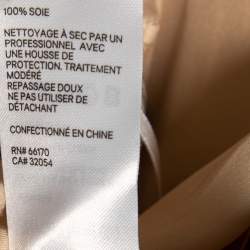 100% SOIE
NETTOYAGE À SEC PAR UN
PROFESSIONNEL AVEC
UNE HOUSSE DE
PROTECTION. TRAITEMENT
MODÉRÉ
REPASSAGE DOUX
NE PAS UTILISER DE
DÉTACHANT
CONFECTIONNÉ EN CHINE
RN# 66170
CA# 32054